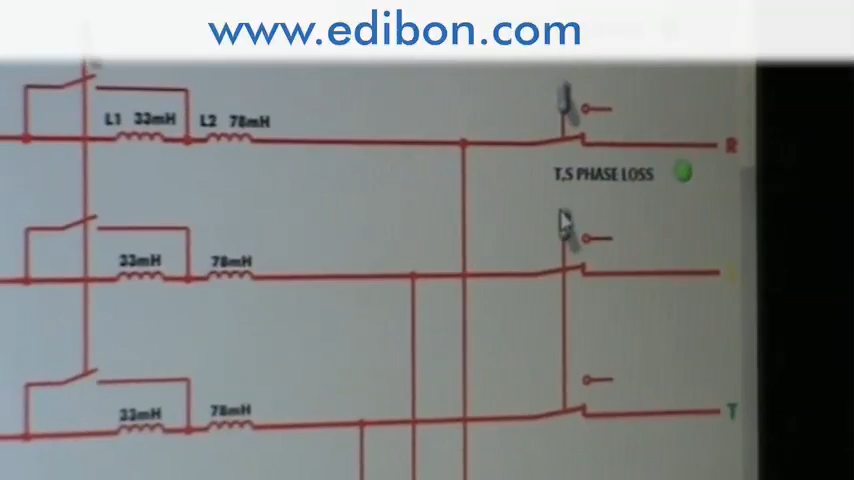 www.edibon.com
L1 33mH L2 78mH
R
T,S PHASE LOSS
33mH 78mH
33mH 78mH
T